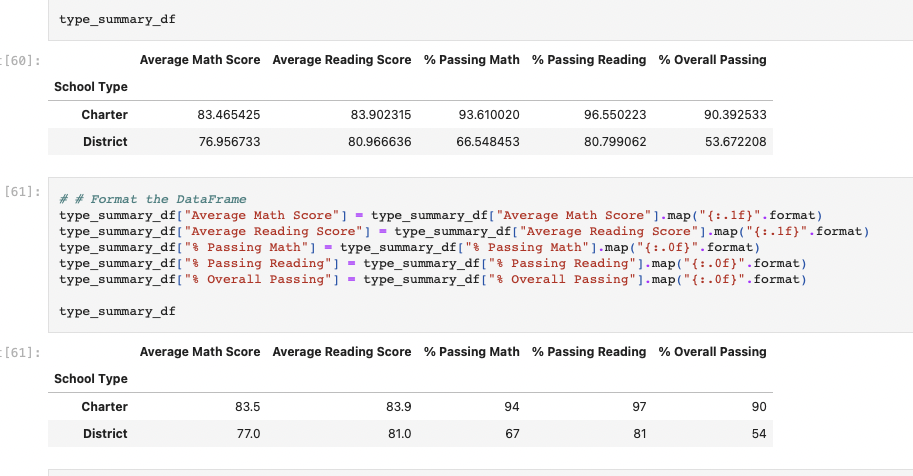 type_summary_df
[60]:
Average Math Score Average Reading Score % Passing Math % Passing Reading % Overall Passing
School Type
Charter 83.465425 83.902315 93.610020 96.550223 90.392533
District 76.956733 80.966636 66.548453 80.799062 53.672208
[61]:
# # Format the DataFrame
type_summary_df["Average Math Score"] = type_summary_df["Average Math Score"].map("{:.1f}".format)
type_summary_df["Average Reading Score"] = type_summary_df["Average Reading Score"].map("{:.1f}".format)
type_summary_df["% Passing Math"] = type_summary_df["% Passing Math"].map("{:.0f}".format)
type_summary_df["% Passing Reading"] = type_summary_df["% Passing Reading"].map("{:.0f}".format)
type_summary_df["% Overall Passing"] = type_summary_df["% Overall Passing"].map("{:.0f}".format)
type_summary_df
[61]:
Average Math Score Average Reading Score % Passing Math % Passing Reading % Overall Passing
School Type
Charter 83.5 83.9 94 97 90
District 77.0 81.0 67 81 54